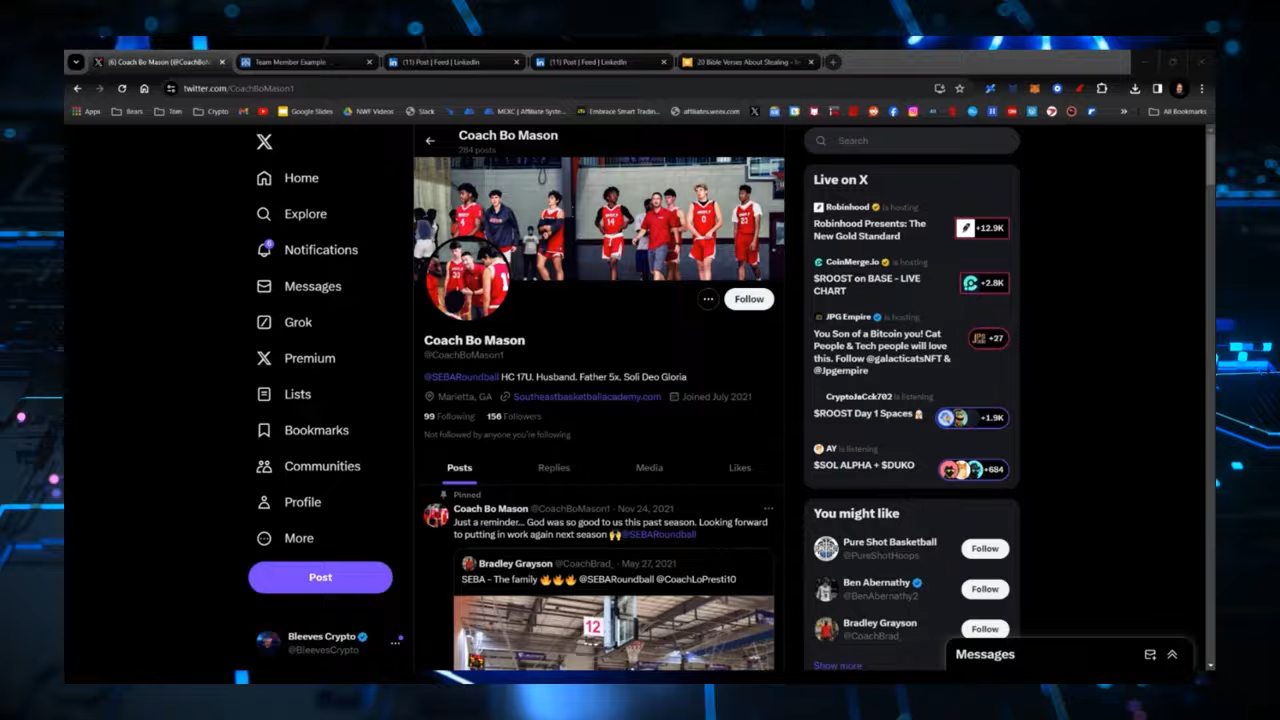 (6) Coach Bo Mason (@CoachBoM
Team Member Example
(11) Post | Feed | LinkedIn
(11) Post | Feed | LinkedIn
20 Bible Verses About Stealing -
twitter.com/CoachBoMason1
Apps
Bears
Tom
Crypto
Google Slides
NWF Videos
Slack
MEXC | Affiliate Syste...
Embrace Smart Tradin...
affiliates.weex.com
All Bookmarks
Home
Explore
6
Notifications
Messages
Grok
Premium
Lists
Bookmarks
Communities
Profile
More
Post
Bleeves Crypto
@BleevesCrypto
Coach Bo Mason
284 posts
Follow
Coach Bo Mason
@CoachBoMason1
@SEBARoundball HC 17U. Husband. Father 5x. Soli Deo Gloria
Marietta, GA Southeastbasketballacademy.com Joined July 2021
99 Following 156 Followers
Not followed by anyone you're following
Posts Replies Media Likes
Pinned
Coach Bo Mason @CoachBoMason1 · Nov 24, 2021
Just a reminder... God was so good to us this past season. Looking forward
to putting in work again next season 🙌@SEBARoundball
Bradley Grayson @CoachBrad_ · May 27, 2021
SEBA - The family 🔥🔥🔥 @SEBARoundball @CoachLoPresti10
12
Search
Live on X
Robinhood is hosting
Robinhood Presents: The
New Gold Standard
+12.9K
CoinMerge.io is hosting
$ROOST on BASE - LIVE
CHART
+2.8K
JPG Empire is hosting
You Son of a Bitcoin you! Cat
People & Tech people will love
this. Follow @galacticatsNFT &
@Jpgempire
+27
CryptoJaCck702 is listening
$ROOST Day 1 Spaces
+1.9K
AY is listening
$SOL ALPHA + $DUKO
+684
You might like
Pure Shot Basketball
@PureShotHoops
Follow
Ben Abernathy
@BenAbernathy2
Follow
Bradley Grayson
@CoachBrad_
Follow
Show more
Messages